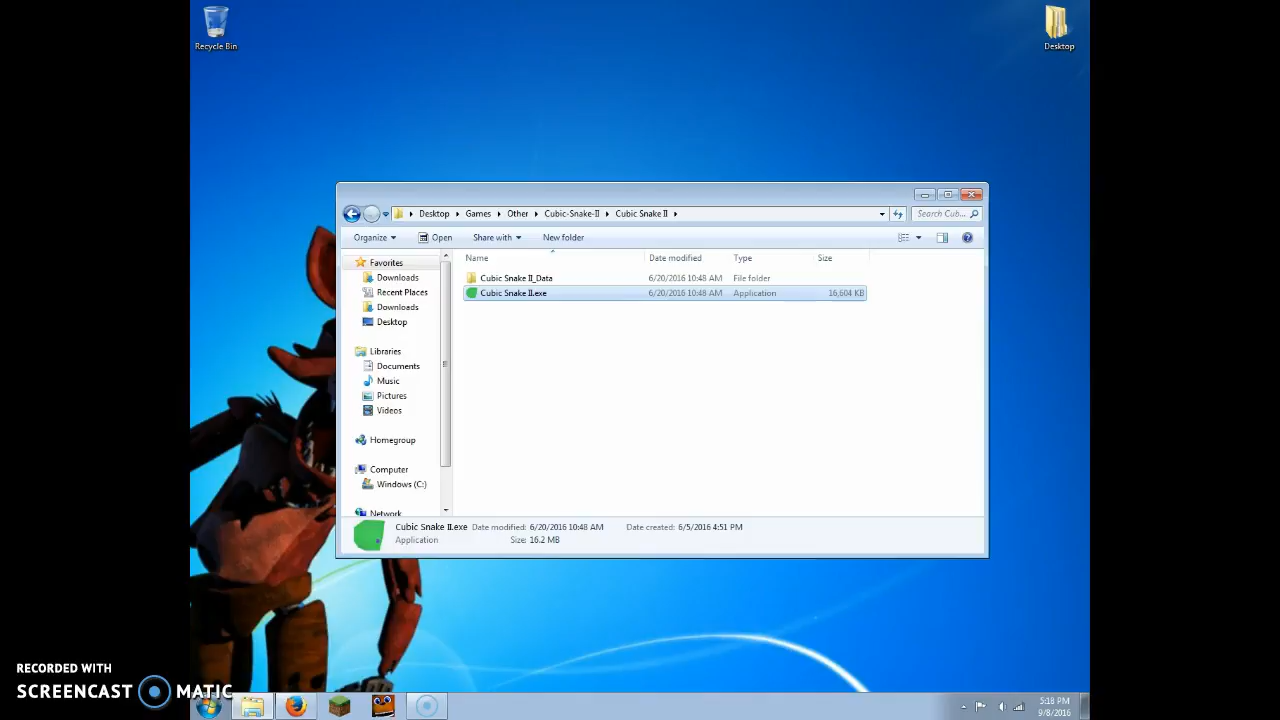 Recycle Bin
Desktop
Desktop Games Other Cubic-Snake-II Cubic Snake II
Search Cub...
Organize Open Share with New folder
Name Date modified Type Size
Favorites
Downloads
Recent Places
Downloads
Desktop
Libraries
Documents
Music
Pictures
Videos
Homegroup
Computer
Windows (C:)
Network
Cubic Snake II_Data 6/20/2016 10:48 AM File folder
Cubic Snake II.exe 6/20/2016 10:48 AM Application 16,604 KB
Cubic Snake II.exe Date modified: 6/20/2016 10:48 AM Date created: 6/5/2016 4:51 PM
Application Size: 16.2 MB
RECORDED WITH
SCREENCAST MATIC
5:18 PM
9/8/2016